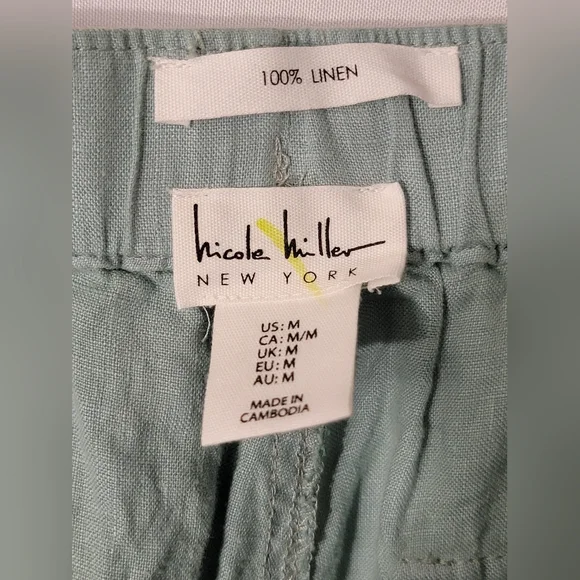 100% LINEN
Nicole Miller
NEW YORK
US: M
CA: M/M
UK: M
EU: M
AU: M
MADE IN
CAMBODIA